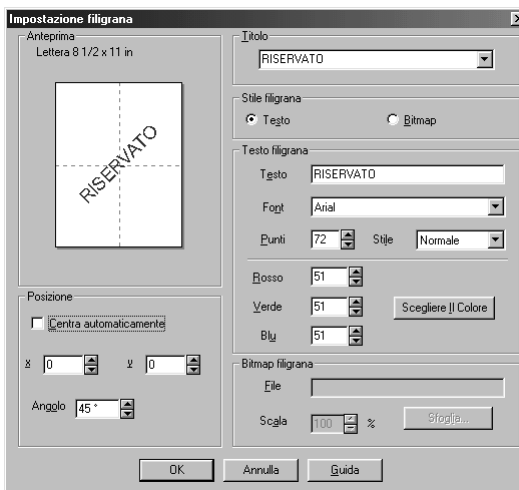 Impostazione filigrana
Anteprima
Lettera 8 1/2 x 11 in
RISERVATO
Posizione
Centra automaticamente
x 0 y 0
Angolo 45 °
Titolo
RISERVATO
Stile filigrana
Testo Bitmap
Testo filigrana
Testo RISERVATO
Font Arial
Punti 72 Stile Normale
Rosso 51
Verde 51 Scegliere Il Colore
Blu 51
Bitmap filigrana
File
Scala 100 % Sfoglia...
OK Annulla Guida